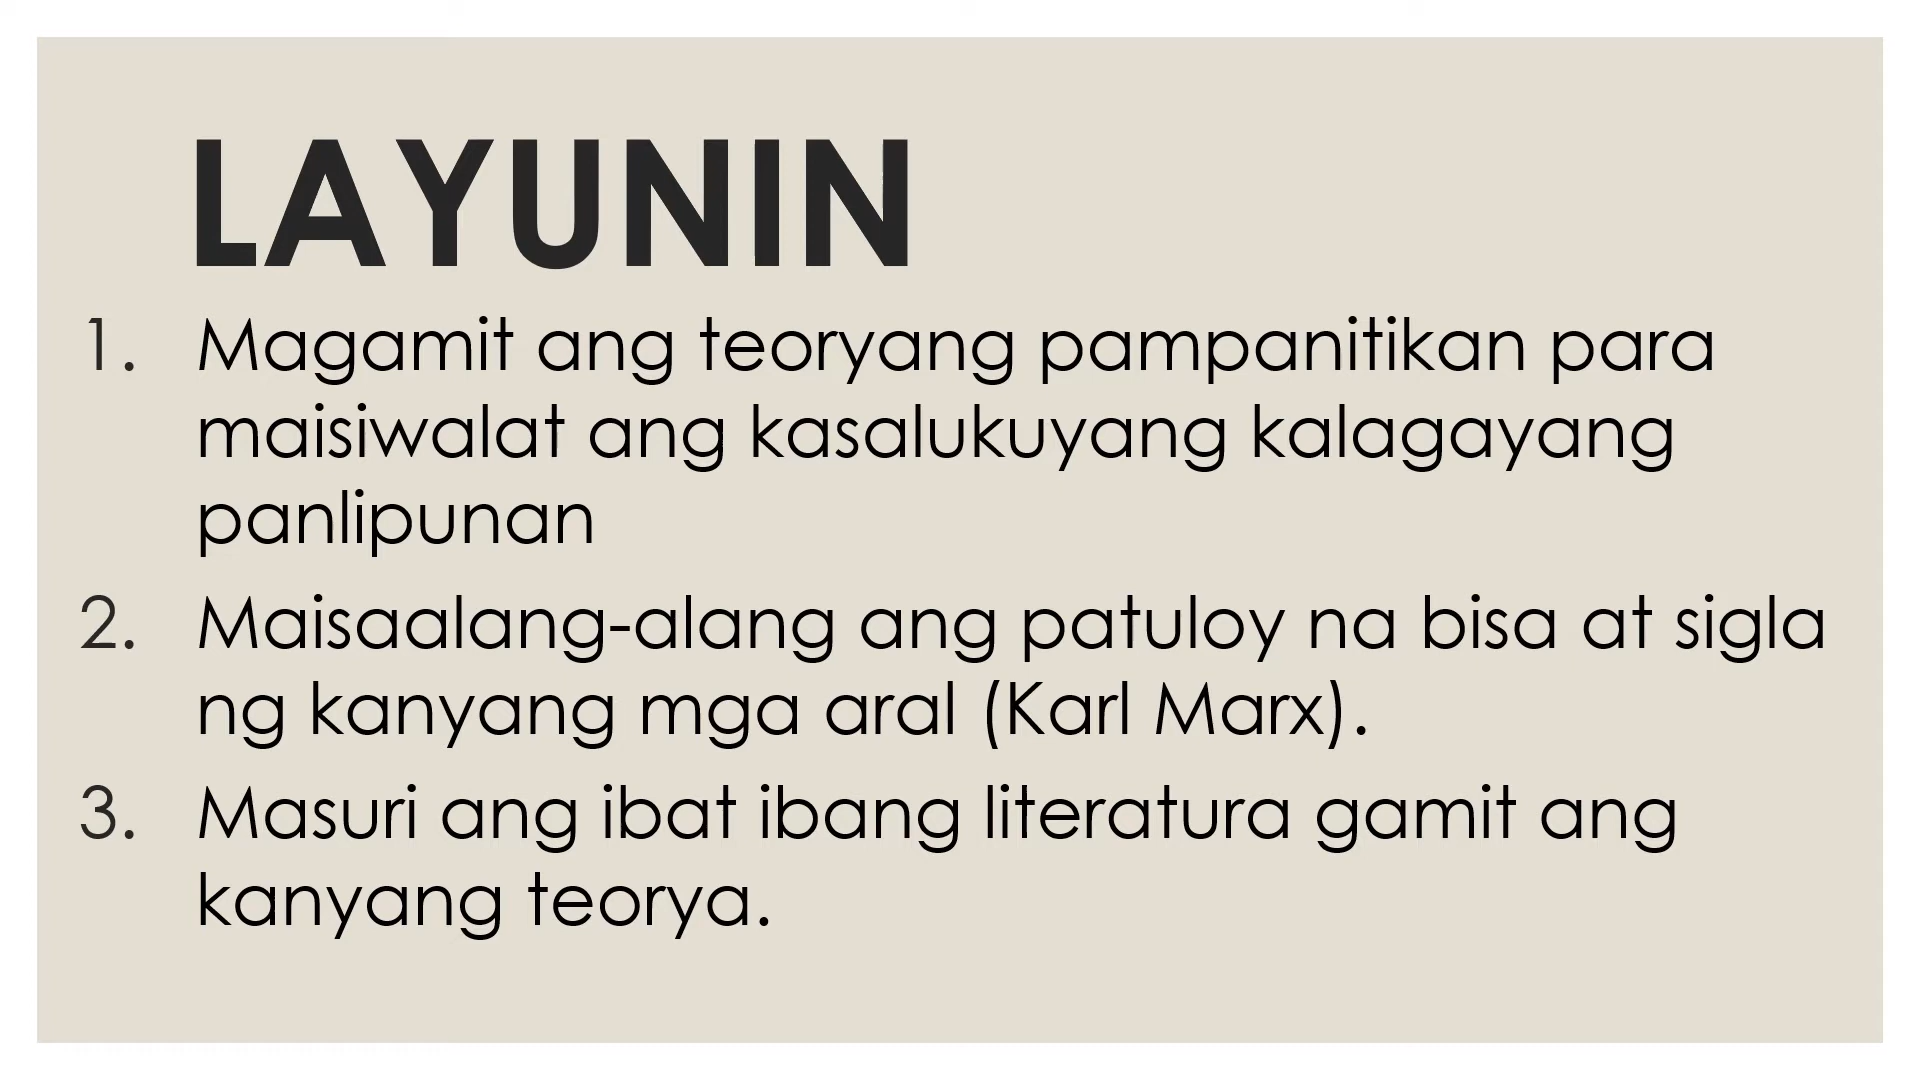 LAYUNIN
1. Magamit ang teoryang pampanitikan para
maisiwalat ang kasalukuyang kalagayang
panlipunan
2. Maisaalang-alang ang patuloy na bisa at sigla
ng kanyang mga aral (Karl Marx).
3. Masuri ang ibat ibang literatura gamit ang
kanyang teorya.